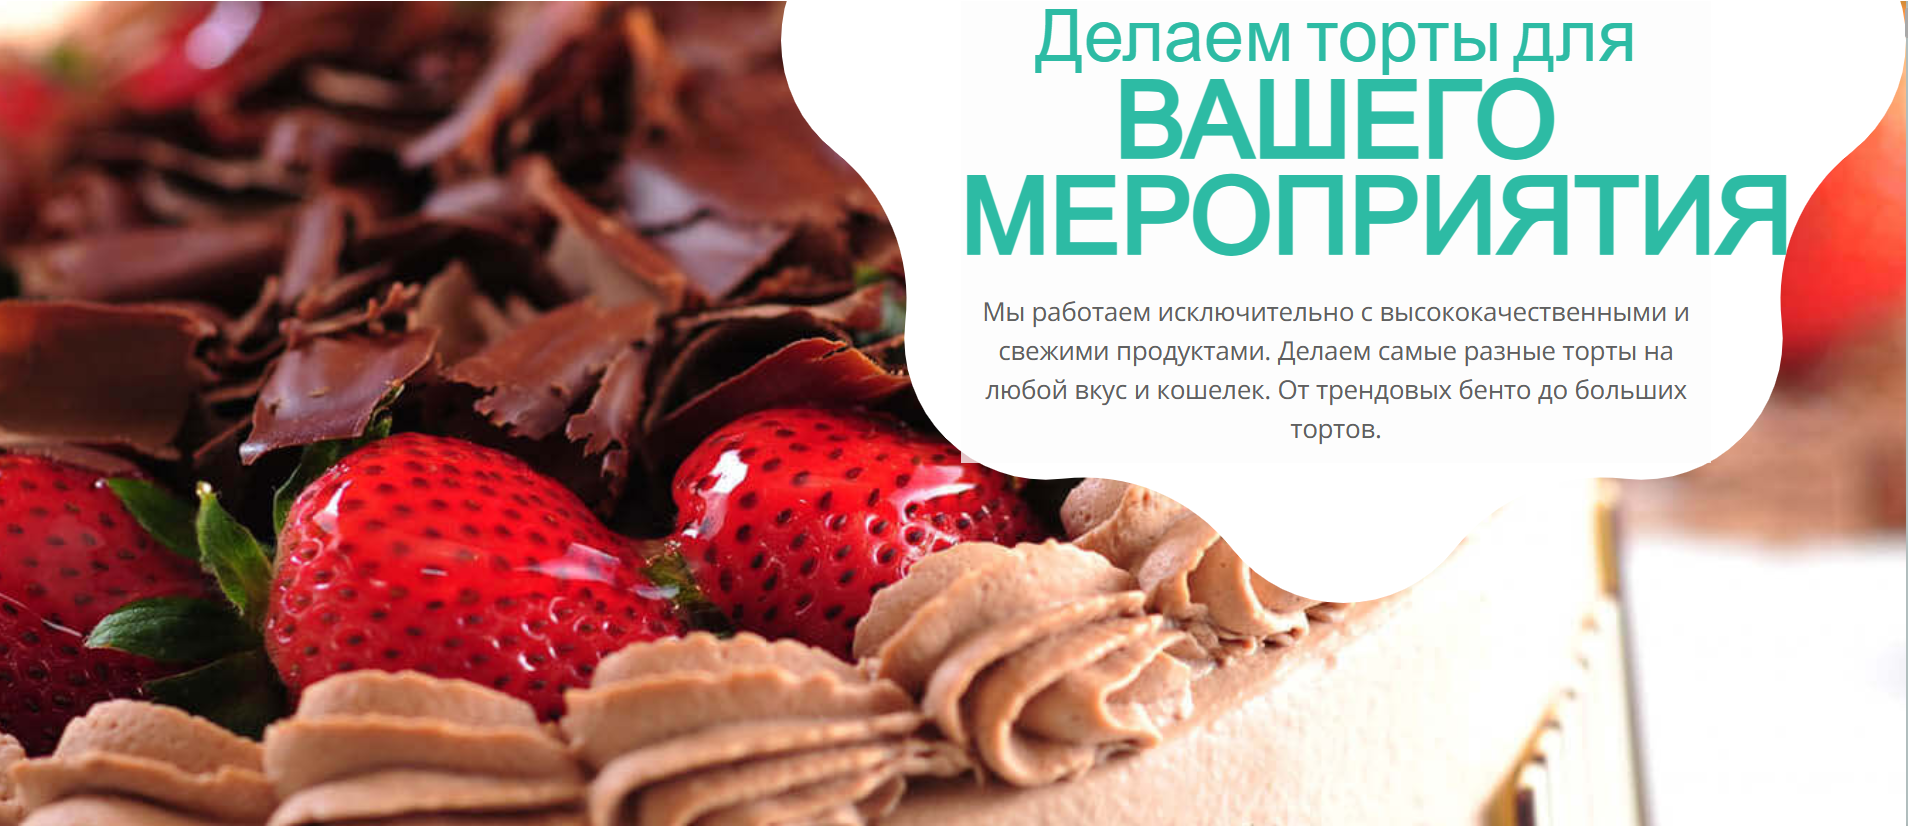 Делаем торты для
ВАШЕГО
МЕРОПРИЯТИЯ
Мы работаем исключительно с высококачественными и
свежими продуктами. Делаем самые разные торты на
любой вкус и кошелек. От трендовых бенто до больших
тортов.